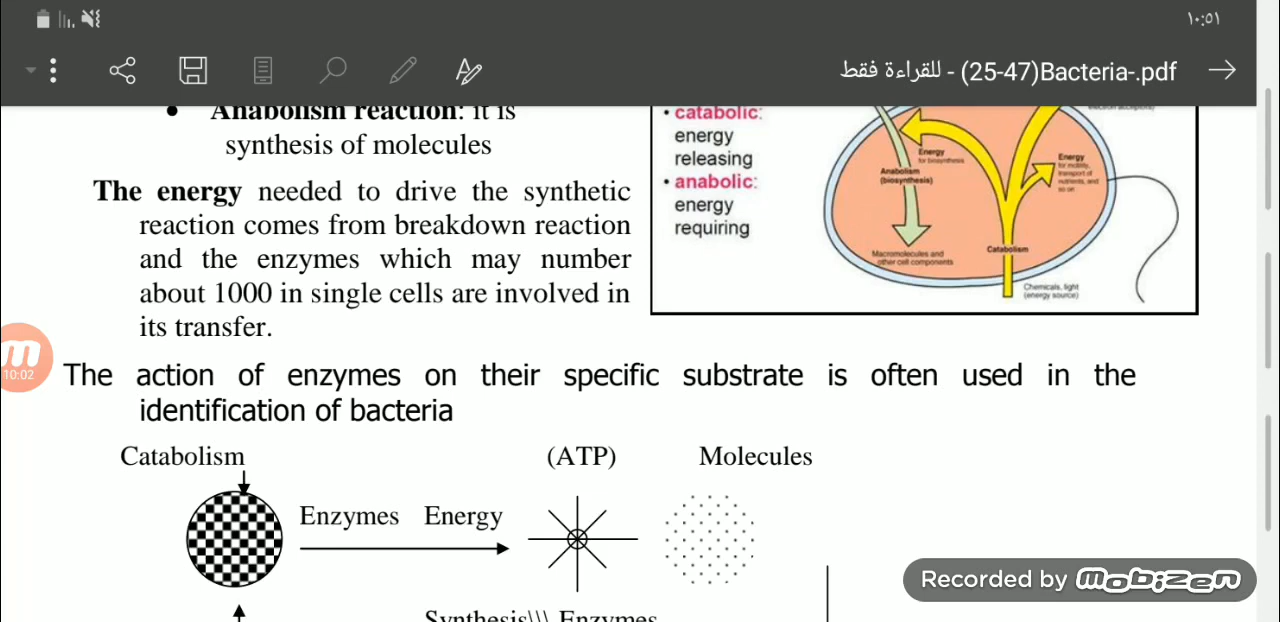 ١٠:٥١
(25-47)Bacteria-.pdf - للقراءة فقط
• Anabolism reaction: it is
synthesis of molecules
The energy needed to drive the synthetic
reaction comes from breakdown reaction
and the enzymes which may number
about 1000 in single cells are involved in
its transfer.
• catabolic:
energy
releasing
• anabolic:
energy
requiring
Energy
for biosynthesis
Anabolism
(biosynthesis)
Energy
for motility,
transport of
nutrients, and
so on
Macromolecules and
other cell components
Catabolism
Chemicals, light
(energy source)
10:02
The action of enzymes on their specific substrate is often used in the
identification of bacteria
Catabolism (ATP) Molecules
Enzymes Energy
Synthesis\\\ Enzymes
Recorded by mobizen